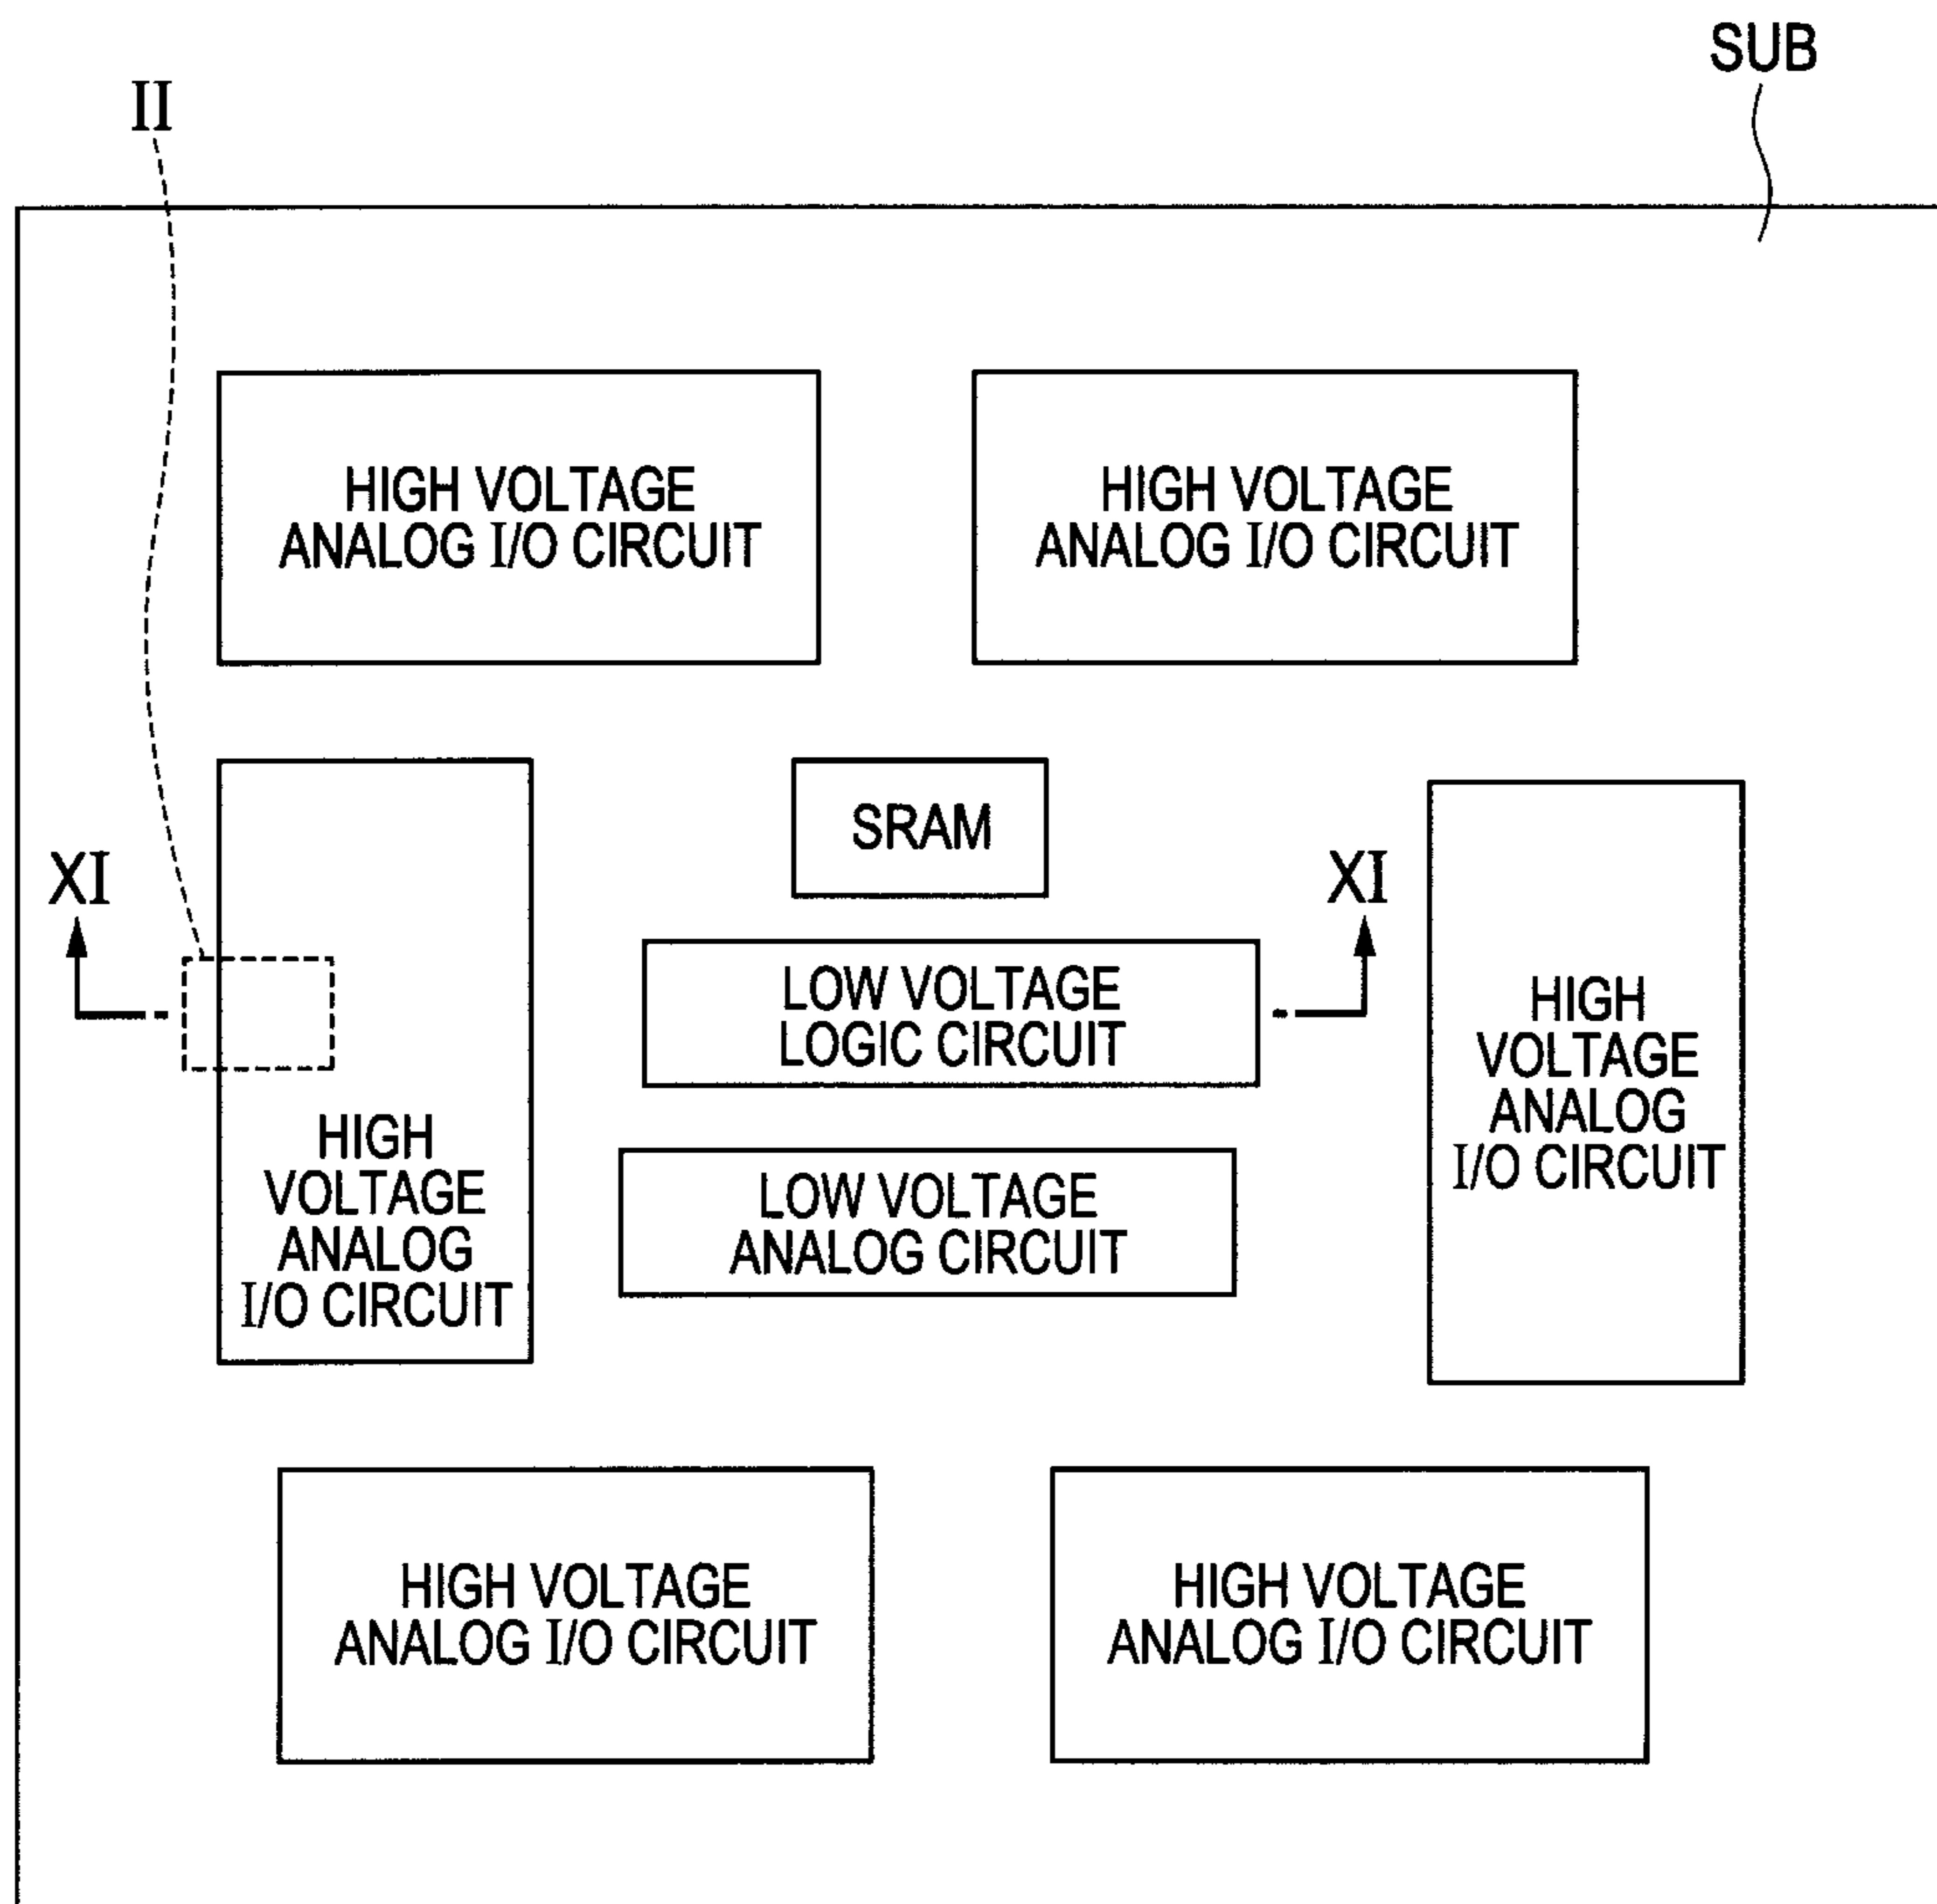 SUB
II
HIGH VOLTAGE
ANALOG I/O CIRCUIT
HIGH VOLTAGE
ANALOG I/O CIRCUIT
SRAM
XI
XI
LOW VOLTAGE
LOGIC CIRCUIT
HIGH
VOLTAGE
ANALOG
I/O CIRCUIT
HIGH
VOLTAGE
ANALOG
I/O CIRCUIT
LOW VOLTAGE
ANALOG CIRCUIT
HIGH VOLTAGE
ANALOG I/O CIRCUIT
HIGH VOLTAGE
ANALOG I/O CIRCUIT